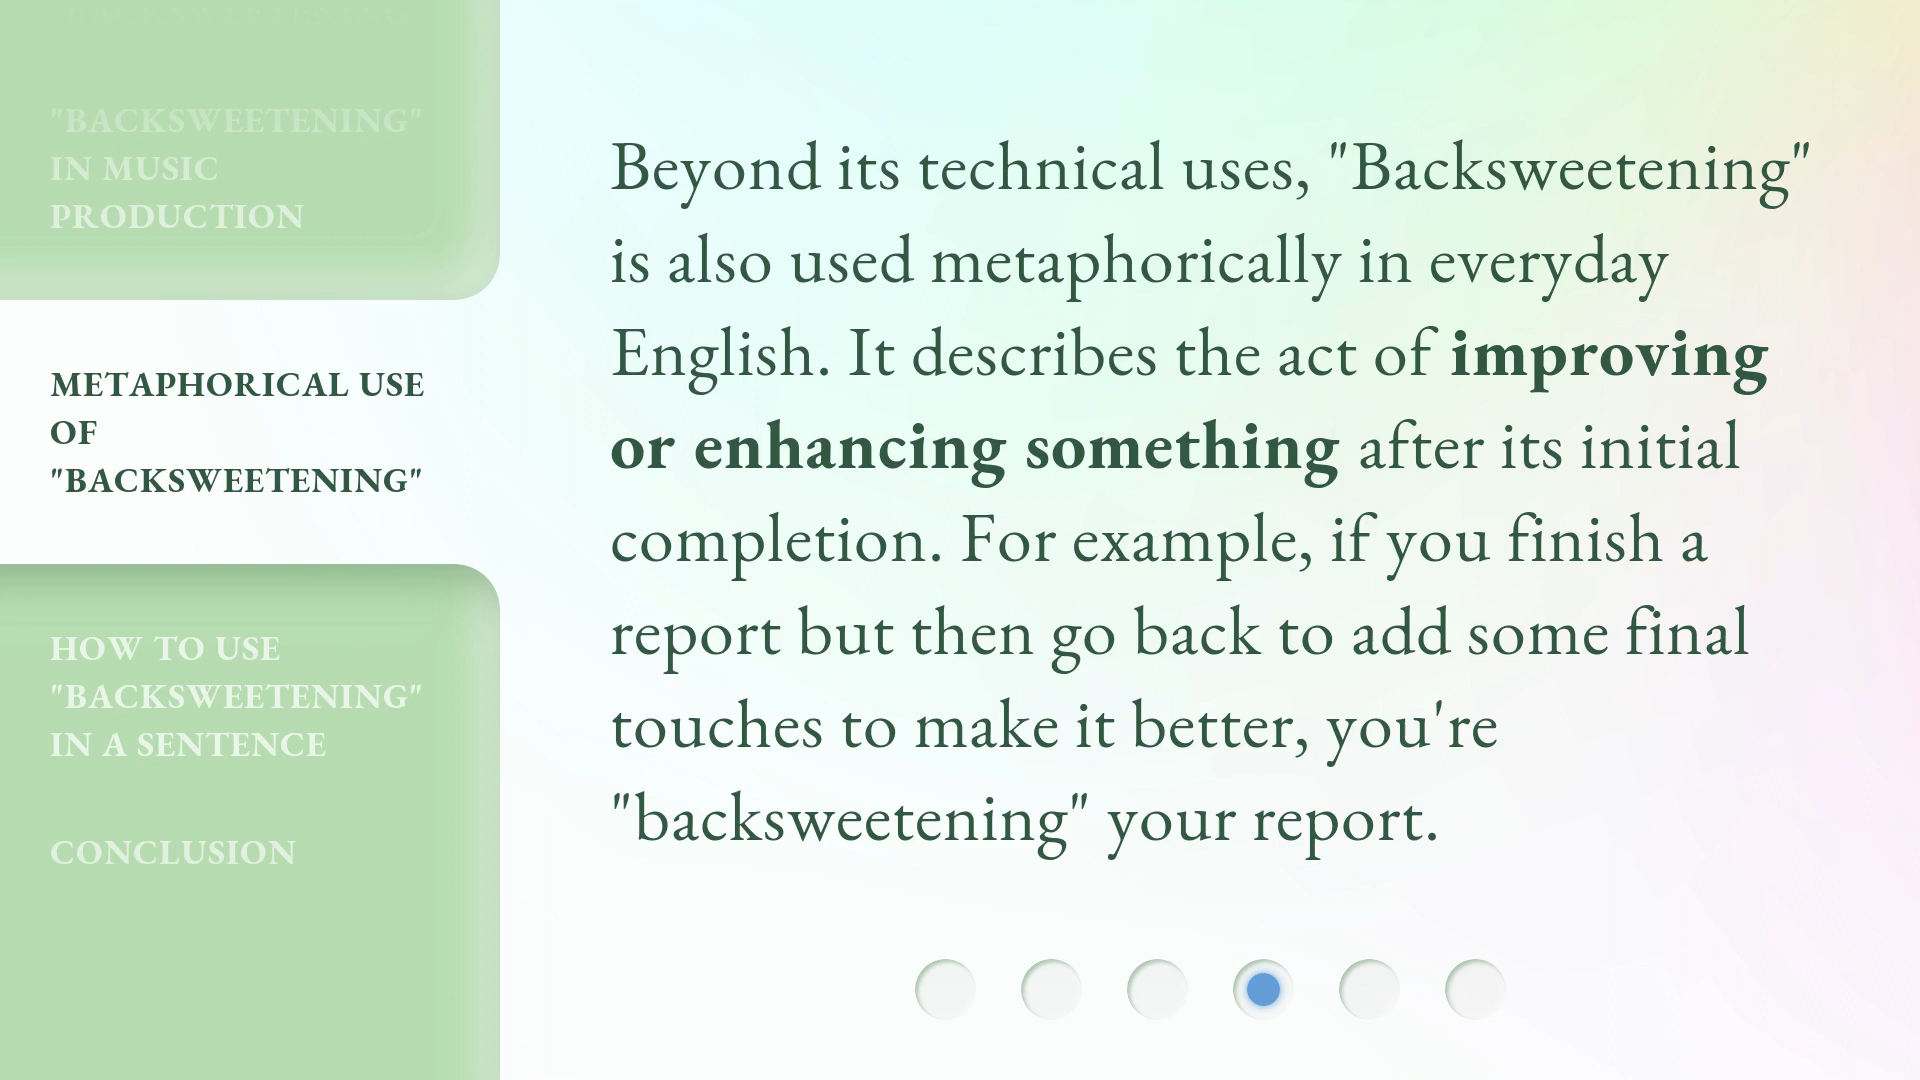 "BACKSWEETENING"
IN MUSIC
PRODUCTION
METAPHORICAL USE
OF
"BACKSWEETENING"
HOW TO USE
"BACKSWEETENING"
IN A SENTENCE
CONCLUSION
Beyond its technical uses, "Backsweetening"
is also used metaphorically in everyday
English. It describes the act of improving
or enhancing something after its initial
completion. For example, if you finish a
report but then go back to add some final
touches to make it better, you're
"backsweetening" your report.